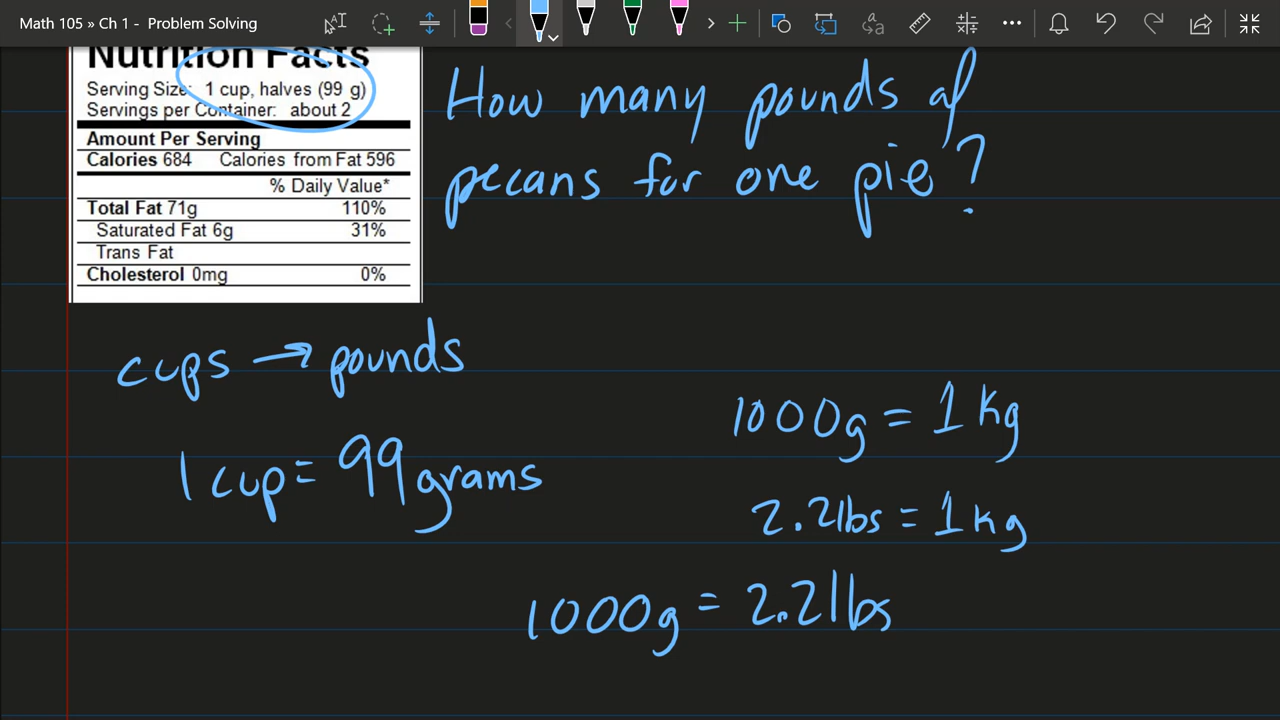 Math 105 » Ch 1 - Problem Solving
Nutrition Facts
Serving Size: 1 cup, halves (99 g)
Servings per Container: about 2
Amount Per Serving
Calories 684 Calories from Fat 596
% Daily Value*
Total Fat 71g 110%
Saturated Fat 6g 31%
Trans Fat
Cholesterol 0mg 0%
How many pounds of
pecans for one pie?
cups → pounds
1 cup = 99 grams
1000g = 1 kg
2.2lbs = 1 kg
1000g = 2.2lbs